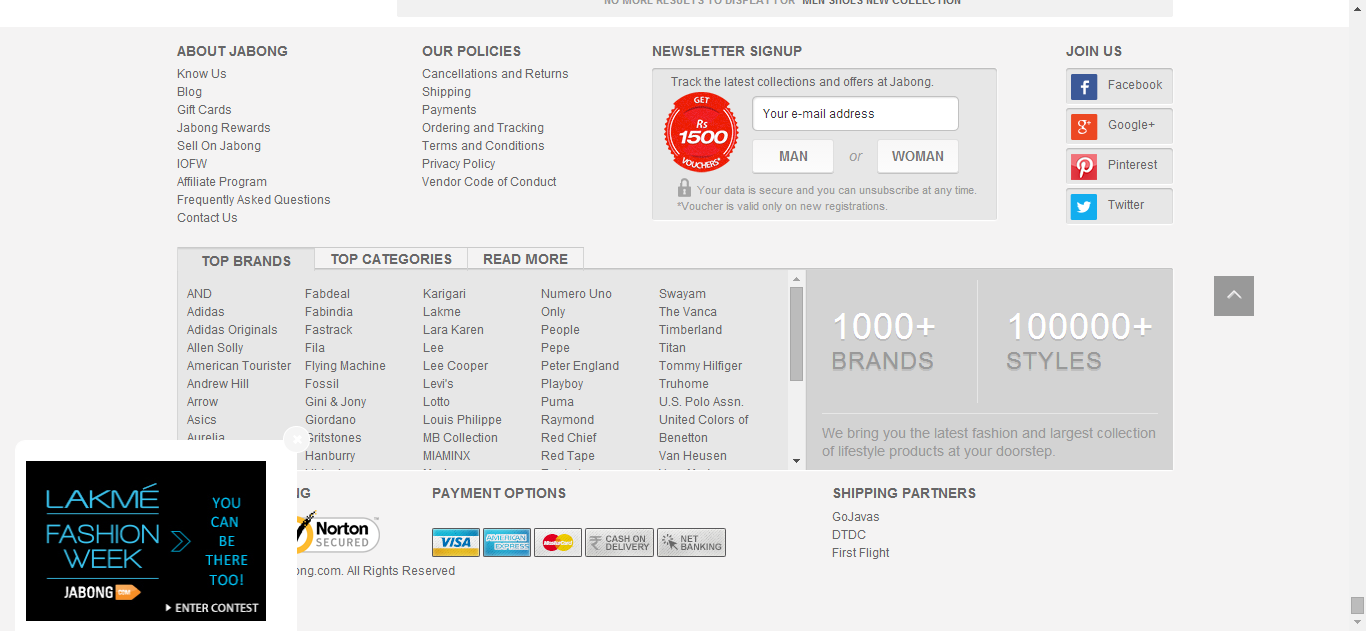 NO MORE RESULTS TO DISPLAY FOR "MEN SHOES NEW COLLECTION"
ABOUT JABONG
Know Us
Blog
Gift Cards
Jabong Rewards
Sell On Jabong
IOFW
Affiliate Program
Frequently Asked Questions
Contact Us
OUR POLICIES
Cancellations and Returns
Shipping
Payments
Ordering and Tracking
Terms and Conditions
Privacy Policy
Vendor Code of Conduct
NEWSLETTER SIGNUP
Track the latest collections and offers at Jabong.
GET
Rs
1500
VOUCHERS*
Your e-mail address
MAN or WOMAN
Your data is secure and you can unsubscribe at any time.
*Voucher is valid only on new registrations.
JOIN US
Facebook
Google+
Pinterest
Twitter
TOP BRANDS TOP CATEGORIES READ MORE
AND
Adidas
Adidas Originals
Allen Solly
American Tourister
Andrew Hill
Arrow
Asics
Aurelia
Fabdeal
Fabindia
Fastrack
Fila
Flying Machine
Fossil
Gini & Jony
Giordano
Gritstones
Hanburry
Karigari
Lakme
Lara Karen
Lee
Lee Cooper
Levi's
Lotto
Louis Philippe
MB Collection
MIAMINX
Numero Uno
Only
People
Pepe
Peter England
Playboy
Puma
Raymond
Red Chief
Red Tape
Swayam
The Vanca
Timberland
Titan
Tommy Hilfiger
Truhome
U.S. Polo Assn.
United Colors of
Benetton
Van Heusen
1000+
BRANDS
100000+
STYLES
We bring you the latest fashion and largest collection
of lifestyle products at your doorstep.
LAKMÉ
FASHION
WEEK
JABONG
YOU
CAN
BE
THERE
TOO!
ENTER CONTEST
NG
Norton
SECURED
ong.com. All Rights Reserved
PAYMENT OPTIONS
VISA
AMERICAN
EXPRESS
MasterCard
CASH ON
DELIVERY
NET
BANKING
SHIPPING PARTNERS
GoJavas
DTDC
First Flight